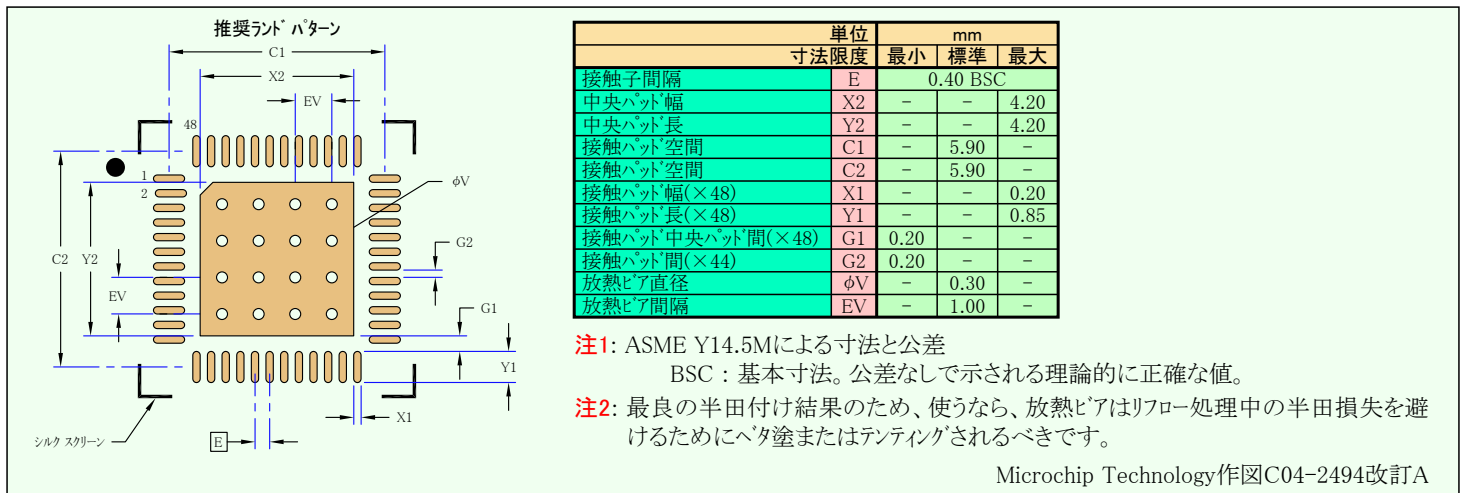 推奨ランドパターン
C1
X2
EV
48
1
2
φV
C2
Y2
EV
G2
G1
Y1
X1
E
シルク スクリーン
単位 mm
寸法限度 最小 標準 最大
接触子間隔 E 0.40 BSC
中央パッド幅 X2 - - 4.20
中央パッド長 Y2 - - 4.20
接触パッド空間 C1 - 5.90 -
接触パッド空間 C2 - 5.90 -
接触パッド幅(×48) X1 - - 0.20
接触パッド長(×48) Y1 - - 0.85
接触パッド中央パッド間(×48) G1 0.20 - -
接触パッド間(×44) G2 0.20 - -
放熱ビア直径 φV - 0.30 -
放熱ビア間隔 EV - 1.00 -
注1: ASME Y14.5Mによる寸法と公差
BSC : 基本寸法。公差なしで示される理論的に正確な値。
注2: 最良の半田付け結果のため、使うなら、放熱ビアはリフロー処理中の半田損失を避
けるためにベタ塗またはテンティングされるべきです。
Microchip Technology作図C04-2494改訂A